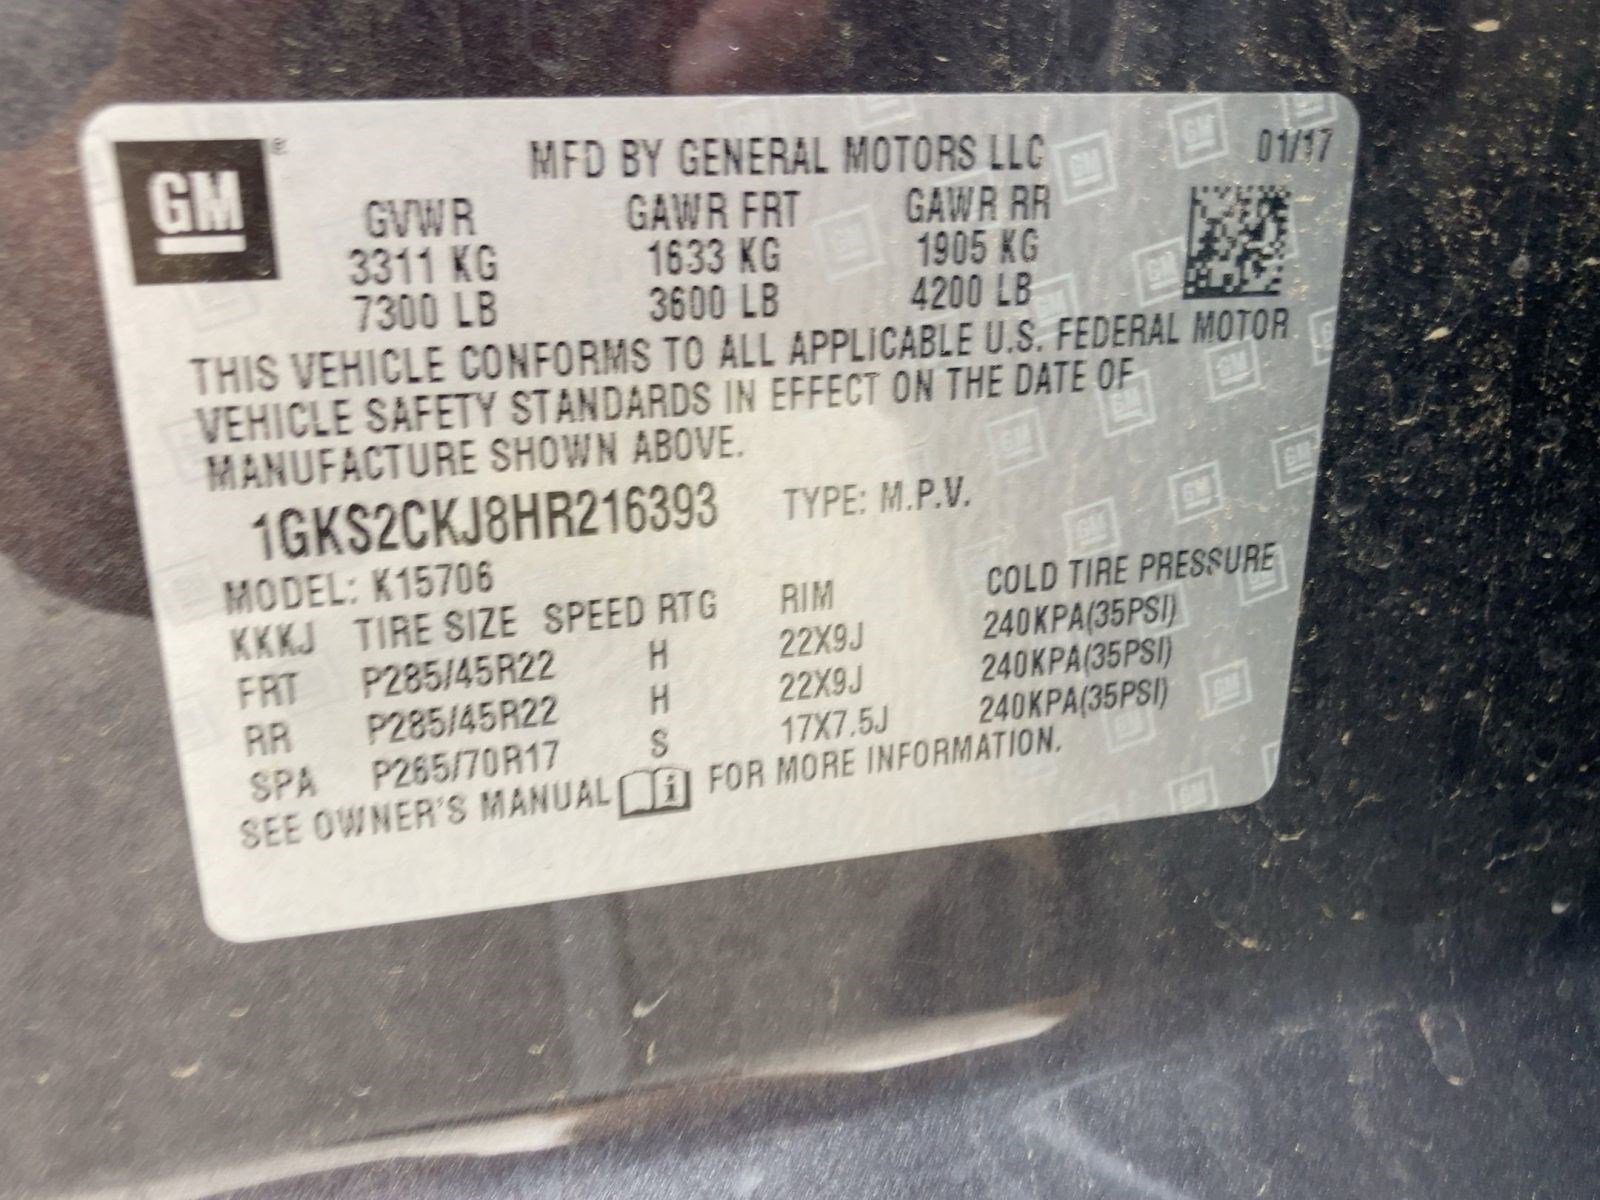 GM ®
MFD BY GENERAL MOTORS LLC 01/17
GVWR GAWR FRT GAWR RR
3311 KG 1633 KG 1905 KG
7300 LB 3600 LB 4200 LB
THIS VEHICLE CONFORMS TO ALL APPLICABLE U.S. FEDERAL MOTOR
VEHICLE SAFETY STANDARDS IN EFFECT ON THE DATE OF
MANUFACTURE SHOWN ABOVE.
1GKS2CKJ8HR216393 TYPE: M.P.V.
MODEL: K15706
KKKJ TIRE SIZE SPEED RTG RIM COLD TIRE PRESSURE
FRT P285/45R22 H 22X9J 240KPA(35PSI)
RR P285/45R22 H 22X9J 240KPA(35PSI)
SPA P265/70R17 S 17X7.5J 240KPA(35PSI)
SEE OWNER'S MANUAL i FOR MORE INFORMATION.